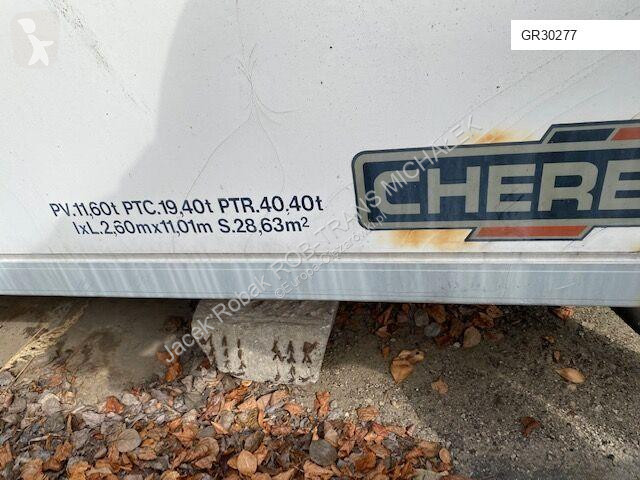 GR30277
PV.11,60t PTC.19,40t PTR.40,40t
lxL.2,60mx11,01m S.28,63m²
CHERE
Jacek Robak ROB-TRANS MICHAŁEK